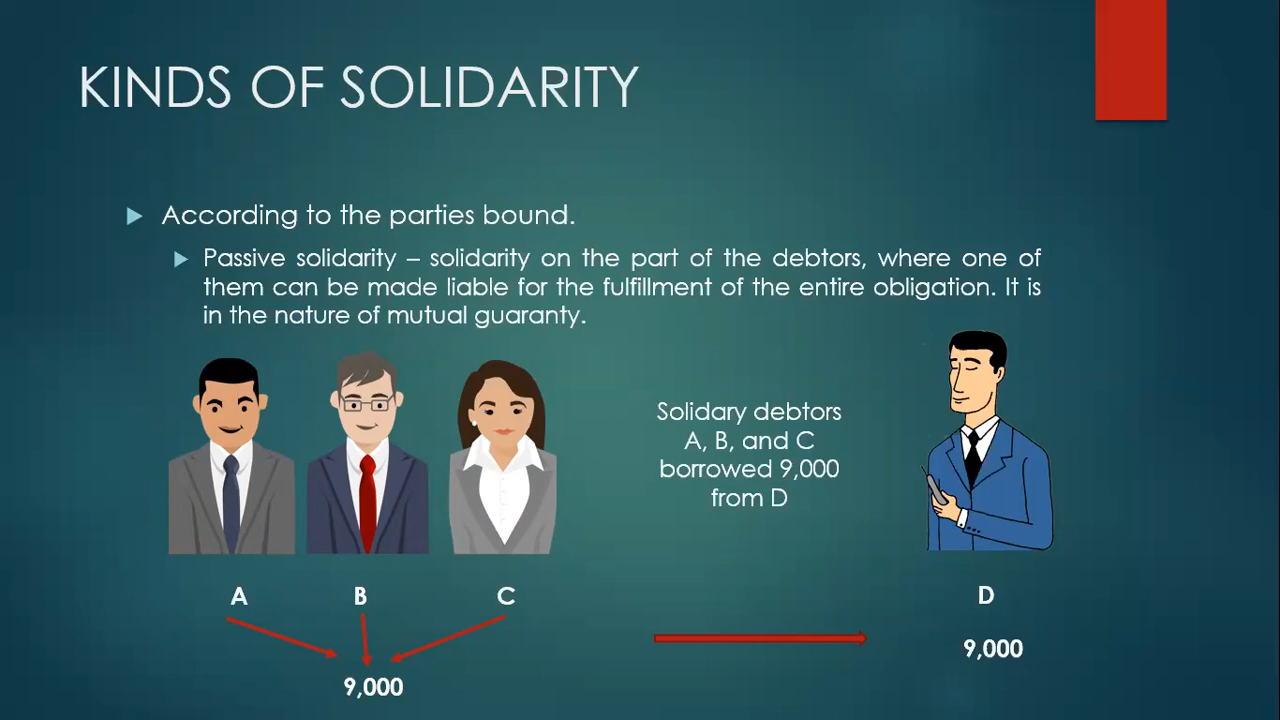 KINDS OF SOLIDARITY
According to the parties bound.
Passive solidarity – solidarity on the part of the debtors, where one of
them can be made liable for the fulfillment of the entire obligation. It is
in the nature of mutual guaranty.
Solidary debtors
A, B, and C
borrowed 9,000
from D
A B C D
9,000
9,000